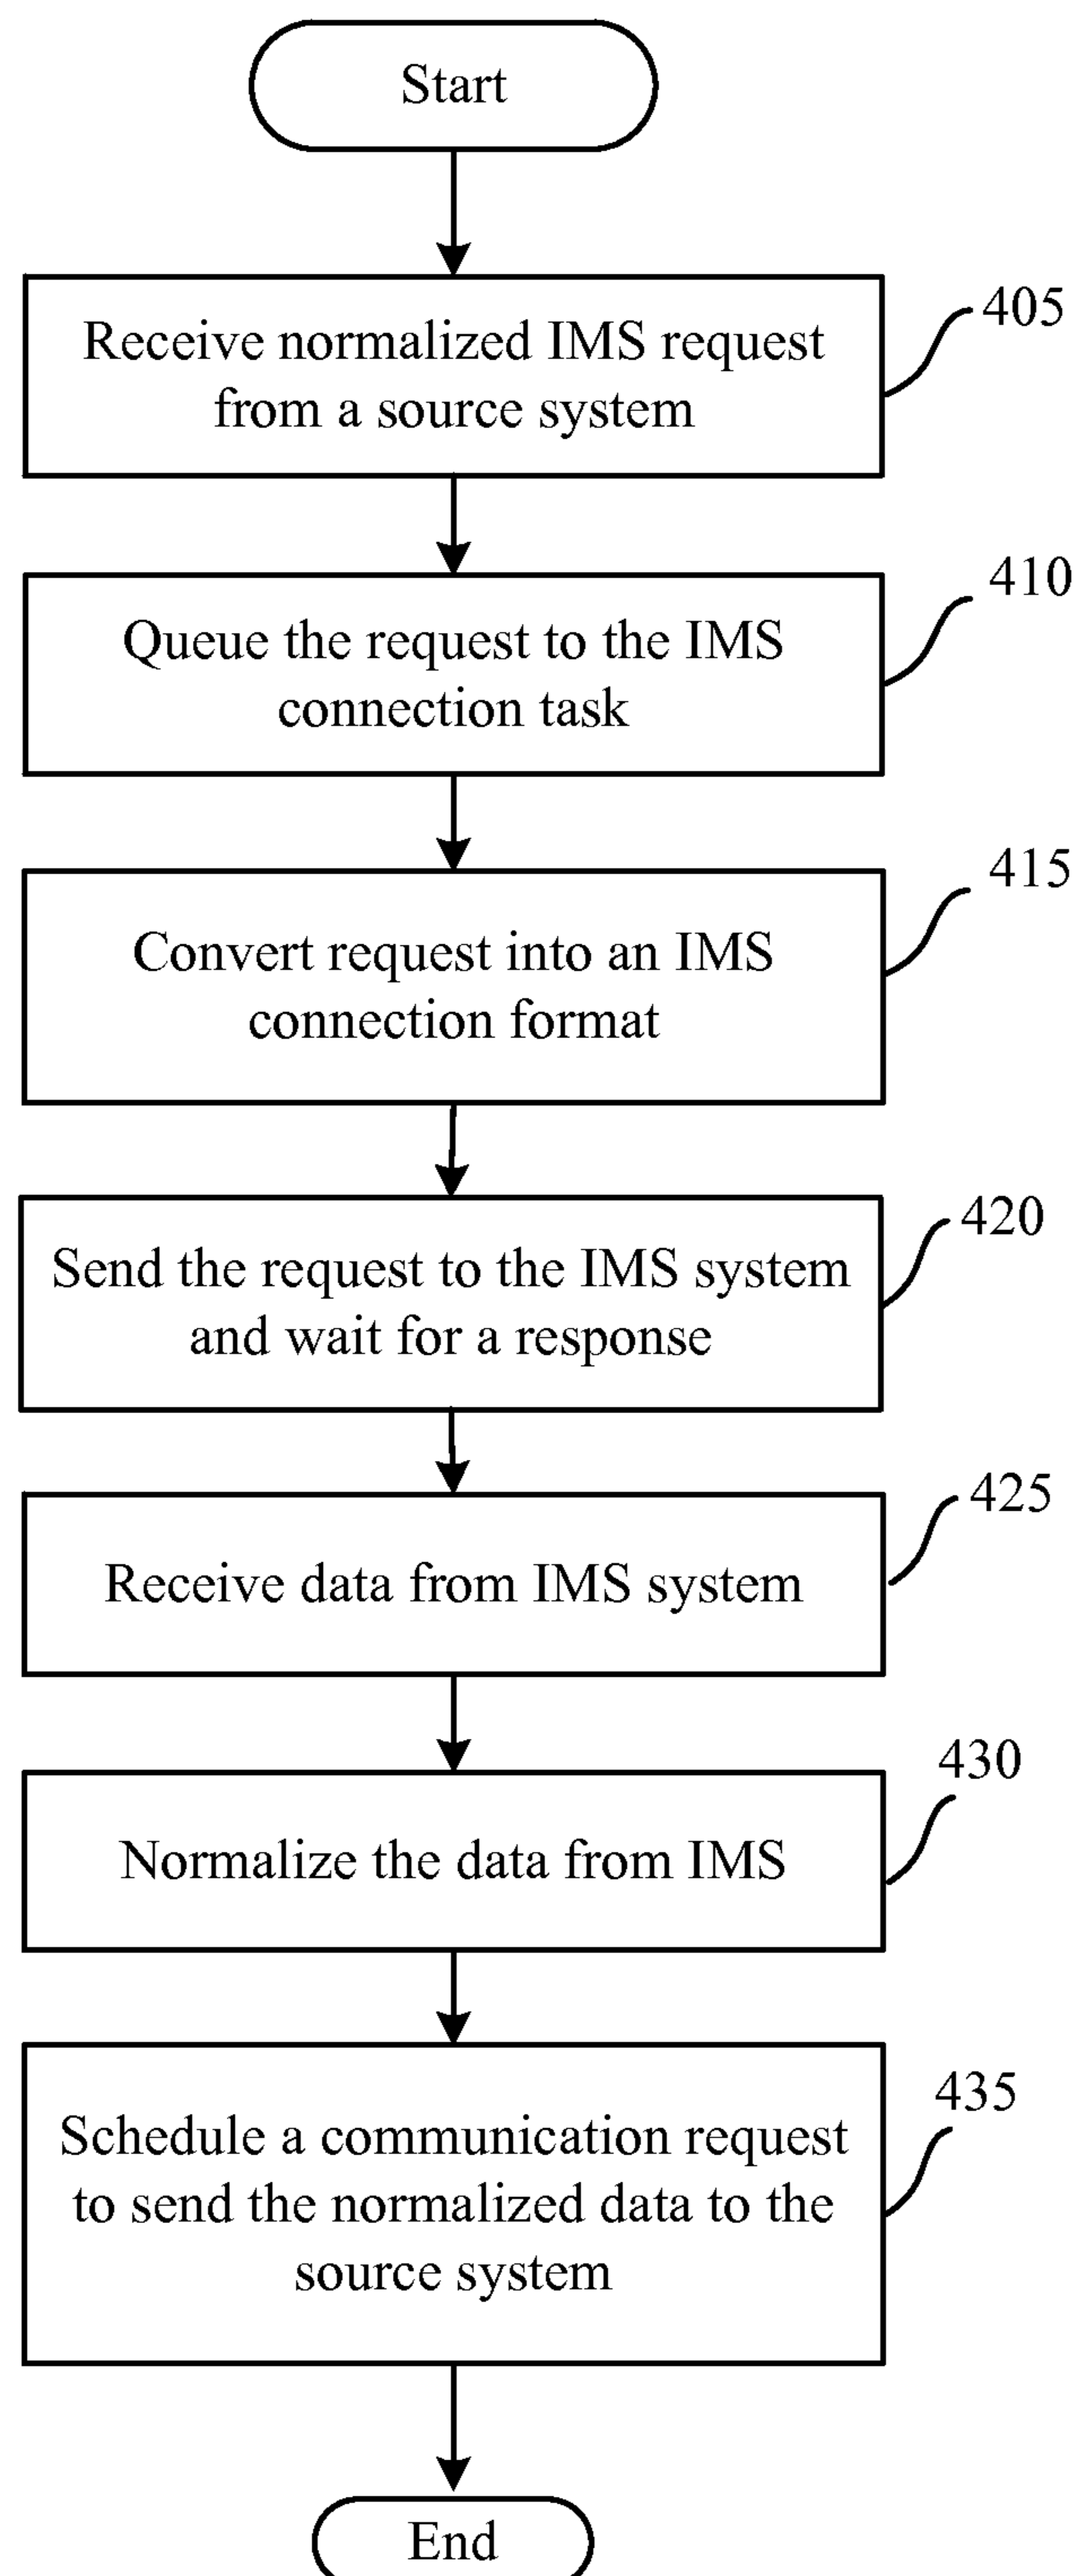 Start
Receive normalized IMS request
from a source system
405
Queue the request to the IMS
connection task
410
Convert request into an IMS
connection format
415
Send the request to the IMS system
and wait for a response
420
Receive data from IMS system
425
Normalize the data from IMS
430
Schedule a communication request
to send the normalized data to the
source system
435
End